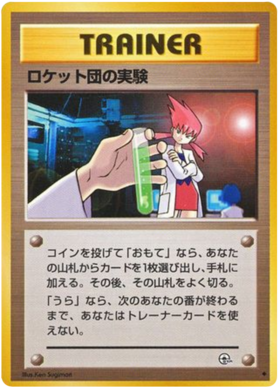 TRAINER
ロケット団の実験
コインを投げて「おもて」なら、あなた
の山札からカードを1枚選び出し、手札に
加える。その後、その山札をよく切る。
「うら」なら、次のあなたの番が終わる
まで、あなたはトレーナーカードを
使えない。
Illus. Ken Sugimori